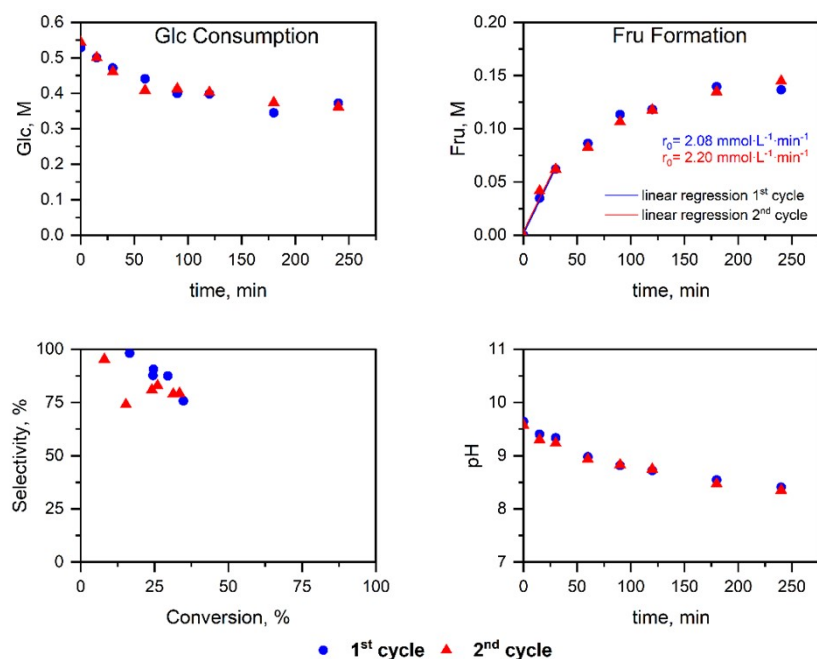 Glc Consumption
0.6
0.5
0.4
0.3
0.2
0.1
0.0
Glc, M
0 50 100 150 200 250
time, min
Fru Formation
0.20
0.15
0.10
0.05
0.00
Fru, M
r₀= 2.08 mmol·L⁻¹·min⁻¹
r₀= 2.20 mmol·L⁻¹·min⁻¹
linear regression 1ˢᵗ cycle
linear regression 2ⁿᵈ cycle
0 50 100 150 200 250
time, min
100
75
50
25
0
Selectivity, %
0 25 50 75 100
Conversion, %
11
10
9
8
7
pH
0 50 100 150 200 250
time, min
1ˢᵗ cycle 2ⁿᵈ cycle